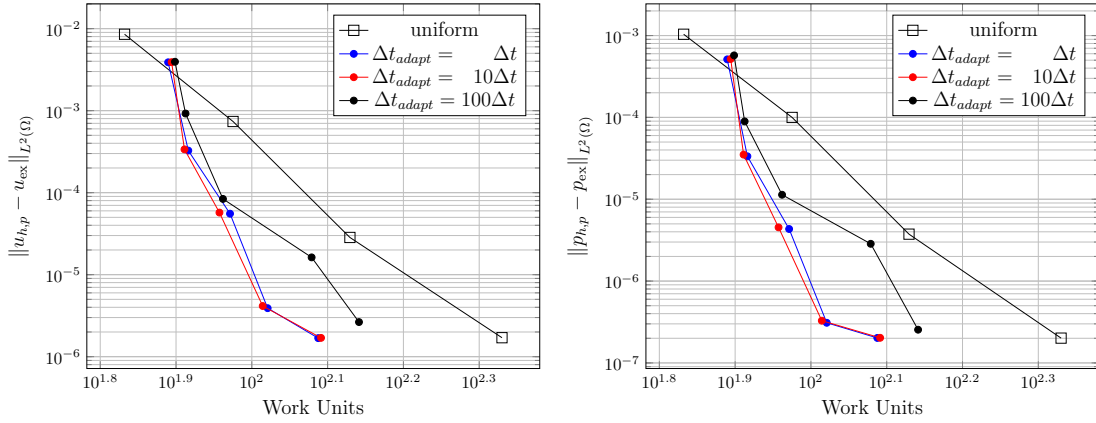 uniform
Δt_adapt = Δt
Δt_adapt = 10Δt
Δt_adapt = 100Δt
10^−2
10^−3
10^−4
10^−5
10^−6
‖u_{h,p} − u_ex‖_{L²(Ω)}
10^1.8 10^1.9 10^2 10^2.1 10^2.2 10^2.3
Work Units
uniform
Δt_adapt = Δt
Δt_adapt = 10Δt
Δt_adapt = 100Δt
10^−3
10^−4
10^−5
10^−6
10^−7
‖p_{h,p} − p_ex‖_{L²(Ω)}
10^1.8 10^1.9 10^2 10^2.1 10^2.2 10^2.3
Work Units